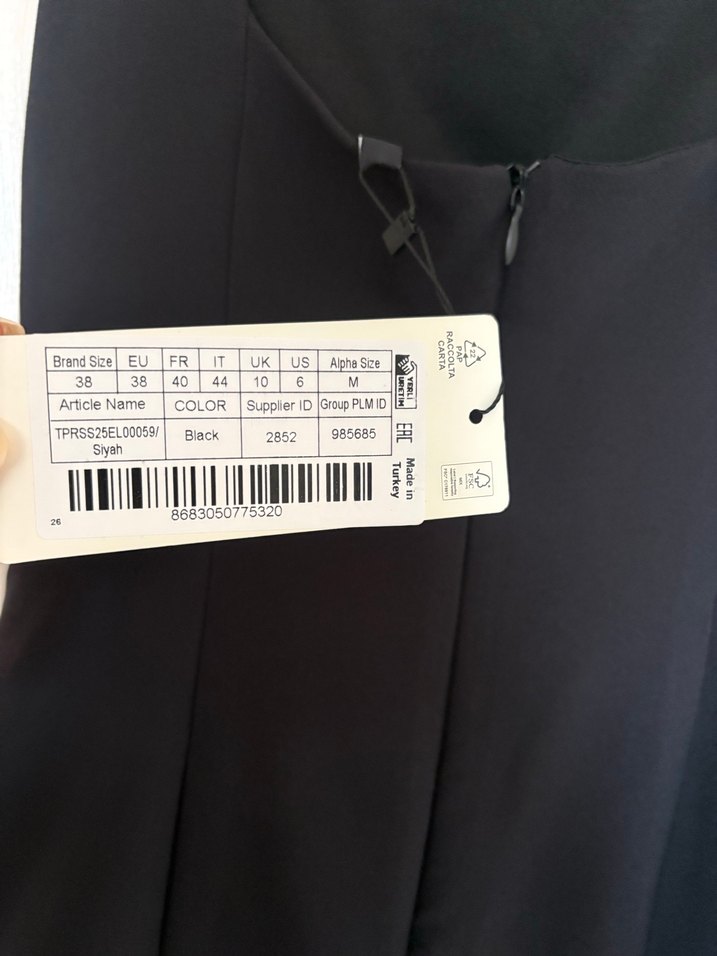 Brand Size EU FR IT UK US Alpha Size
38 38 40 44 10 6 M
Article Name COLOR Supplier ID Group PLM ID
TPRSS25EL00059/ Black 2852 985685
Siyah
8683050775320
26
YERLİ
ÜRETİM
EAC
Made in
Turkey
22
PAP
RACCOLTA
CARTA
FSC